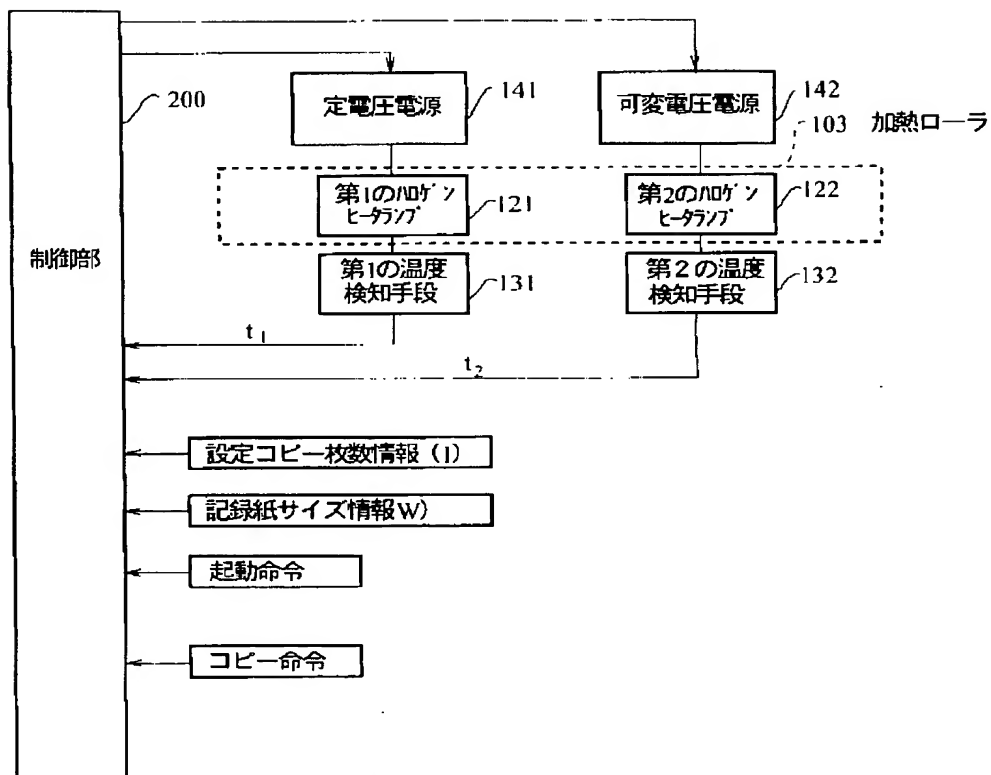 200
定電圧電源
141
可変電圧電源
142
103 加熱ローラ
第1のハロゲン
ヒータランプ
121
第2のハロゲン
ヒータランプ
122
制御部
第1の温度
検知手段
131
第2の温度
検知手段
132
t1
t2
設定コピー枚数情報(I)
記録紙サイズ情報W)
起動命令
コピー命令